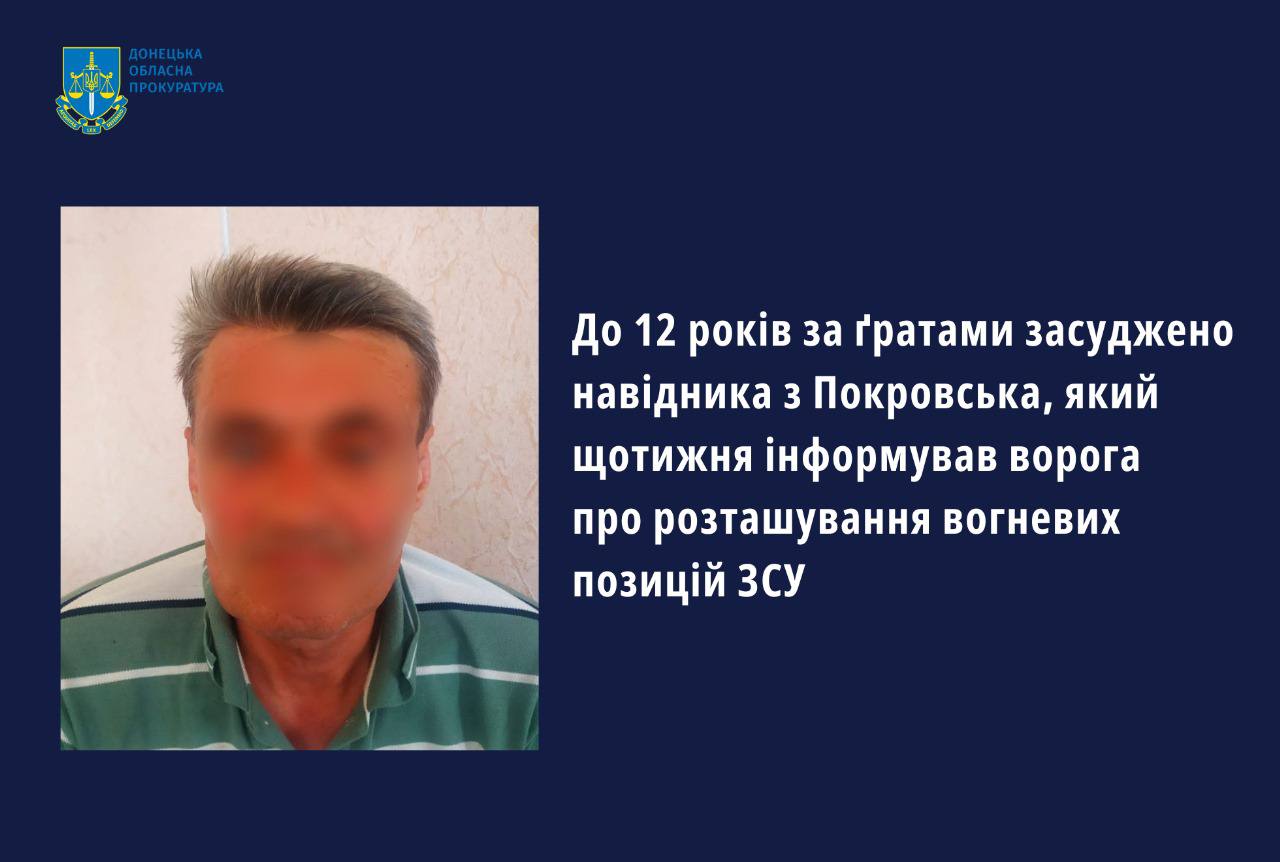 ДОНЕЦЬКА
ОБЛАСНА
ПРОКУРАТУРА
LEX
До 12 років за ґратами засуджено
навідника з Покровська, який
щотижня інформував ворога
про розташування вогневих
позицій ЗСУ